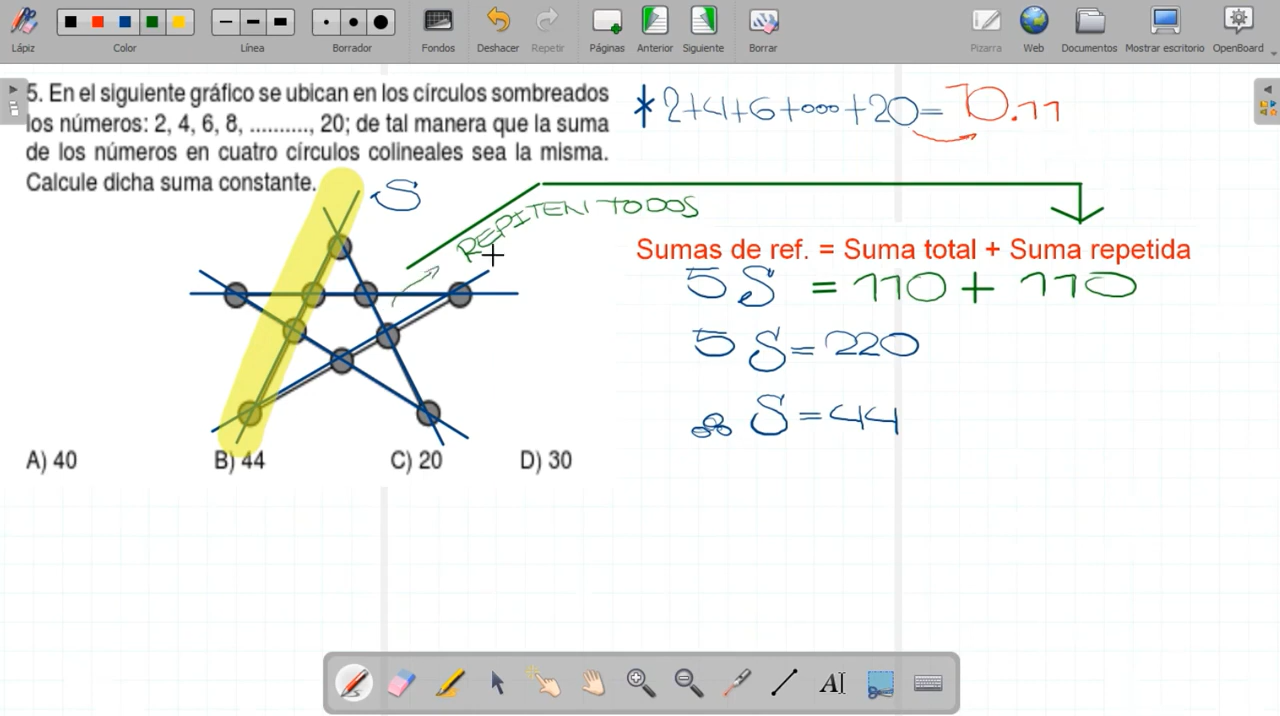 Lápiz
Color
Línea
Borrador
Fondos
Deshacer
Repetir
Páginas
Anterior
Siguiente
Borrar
Pizarra
Web
Documentos
Mostrar escritorio
OpenBoard
5. En el siguiente gráfico se ubican en los círculos sombreados
los números: 2, 4, 6, 8, .........., 20; de tal manera que la suma
de los números en cuatro círculos colineales sea la misma.
Calcule dicha suma constante.
S
REPITEN TODOS
A) 40 B) 44 C) 20 D) 30
* 2+4+6+ooo+20=10.11
Sumas de ref. = Suma total + Suma repetida
5 S = 110 + 110
5 S = 220
S = 44
AI